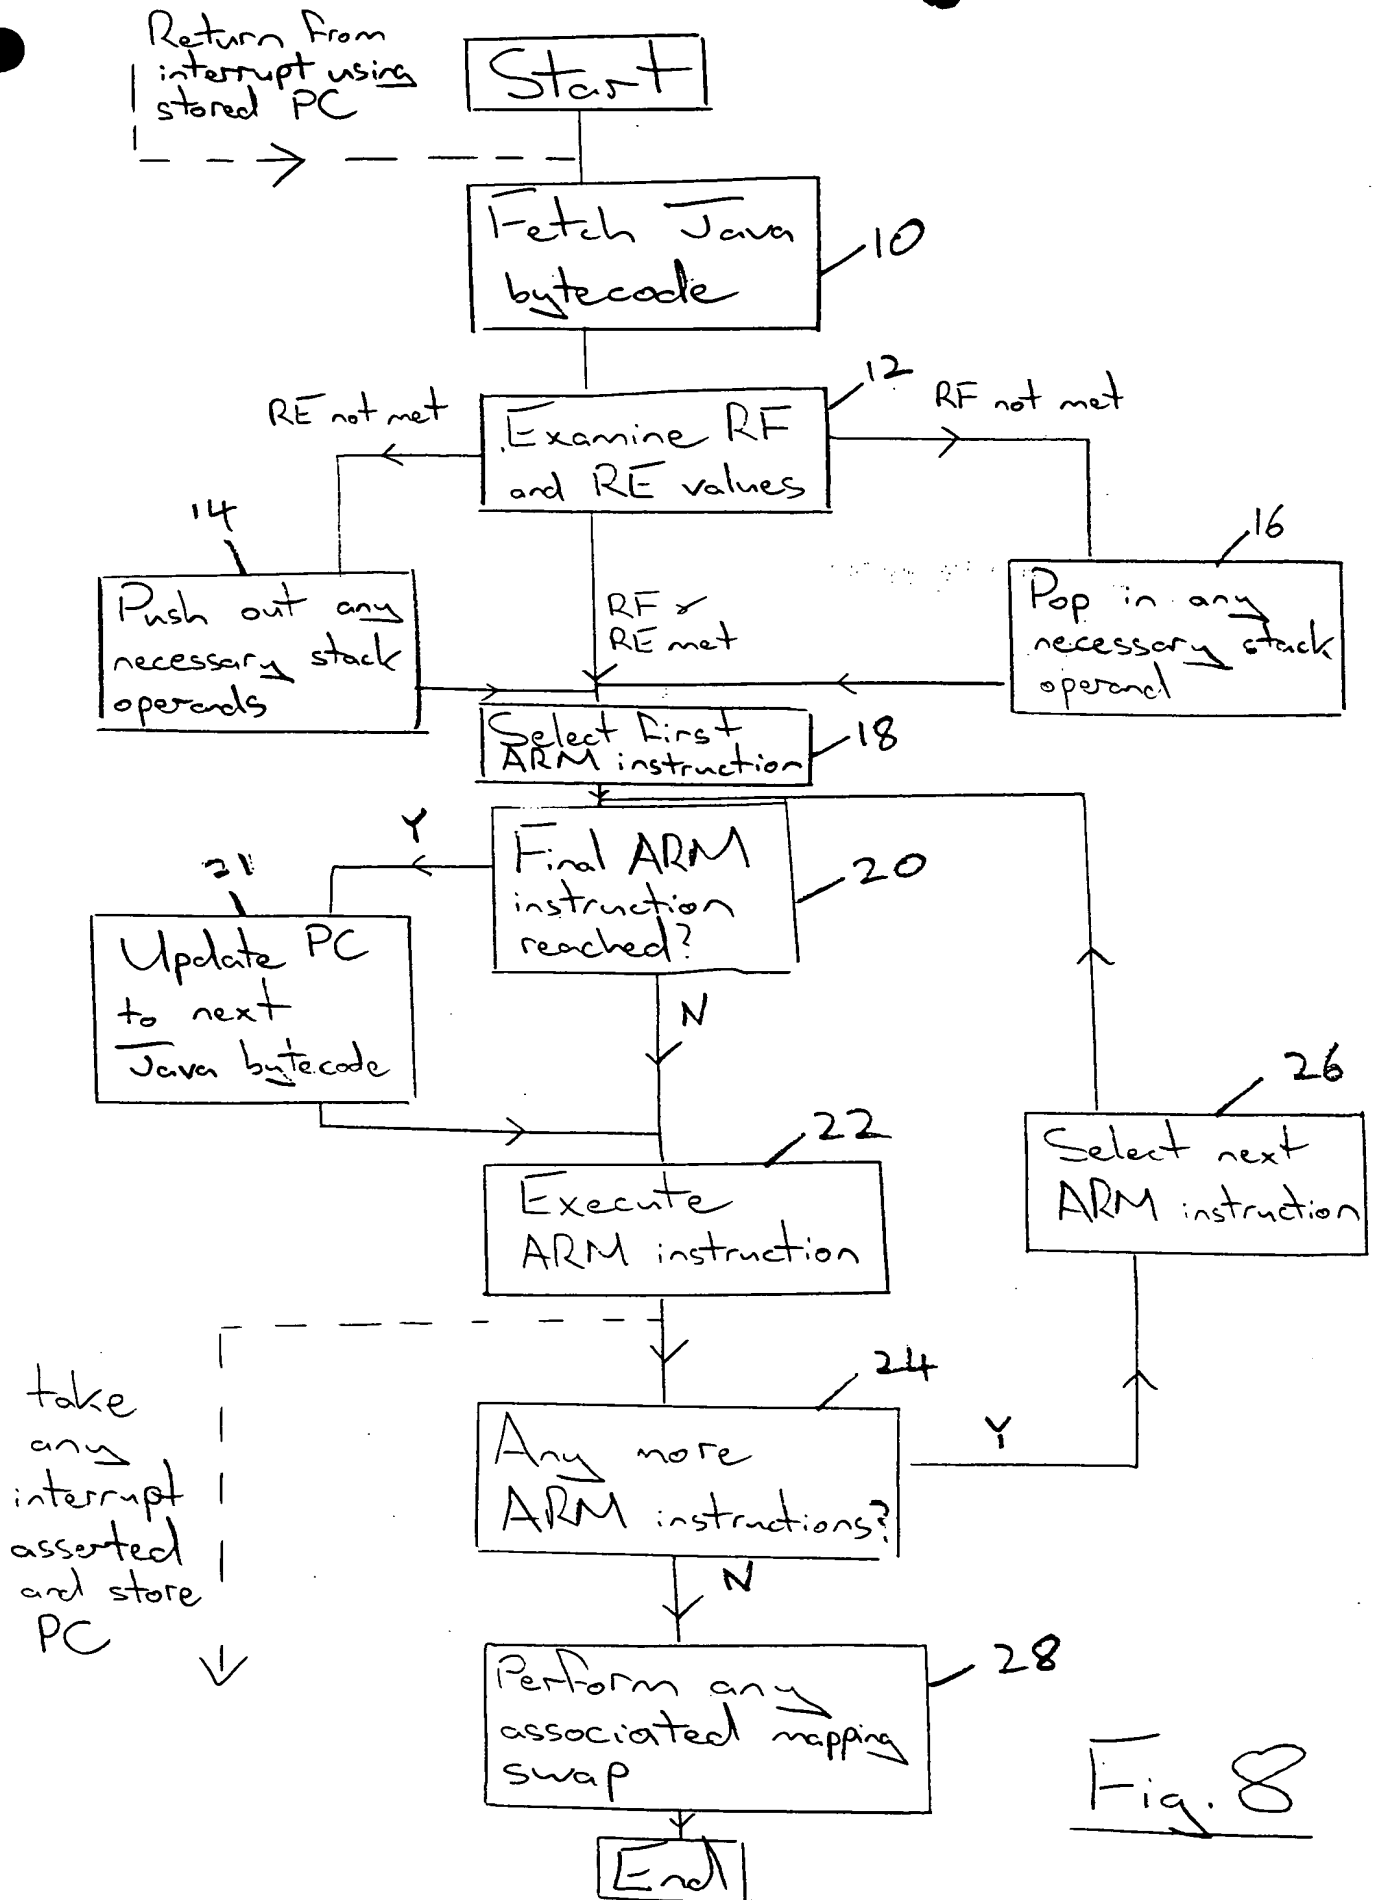 Return from
interrupt using
stored PC
Start
Fetch Java
bytecode
10
12
RE not met
RF not met
Examine RF
and RE values
14
16
Push out any
necessary stack
operands
RF &
RE met
Pop in any
necessary stack
operand
Select first
ARM instruction
18
Y
Final ARM
instruction
reached?
20
21
Update PC
to next
Java bytecode
N
22
26
Execute
ARM instruction
Select next
ARM instruction
take
any
interrupt
asserted
and store
PC
24
Any more
ARM instructions?
Y
N
28
Perform any
associated mapping
swap
Fig. 8
End